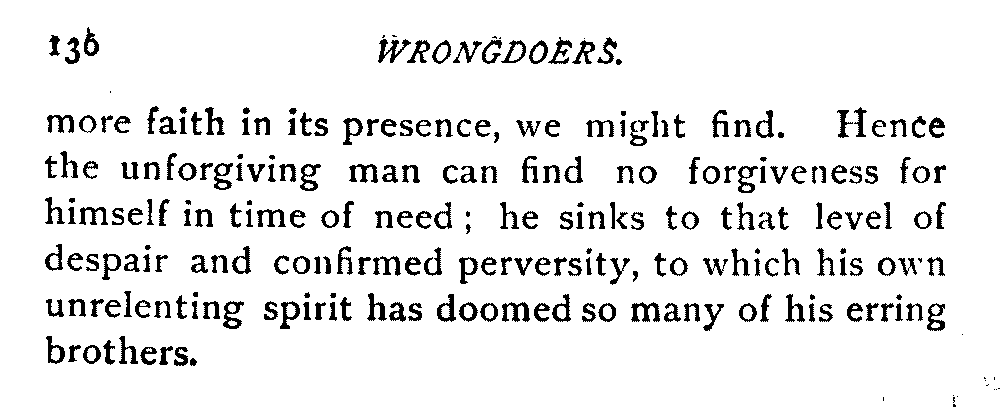 136 WRONGDOERS.
more faith in its presence, we might find. Hence
the unforgiving man can find no forgiveness for
himself in time of need; he sinks to that level of
despair and confirmed perversity, to which his own
unrelenting spirit has doomed so many of his erring
brothers.